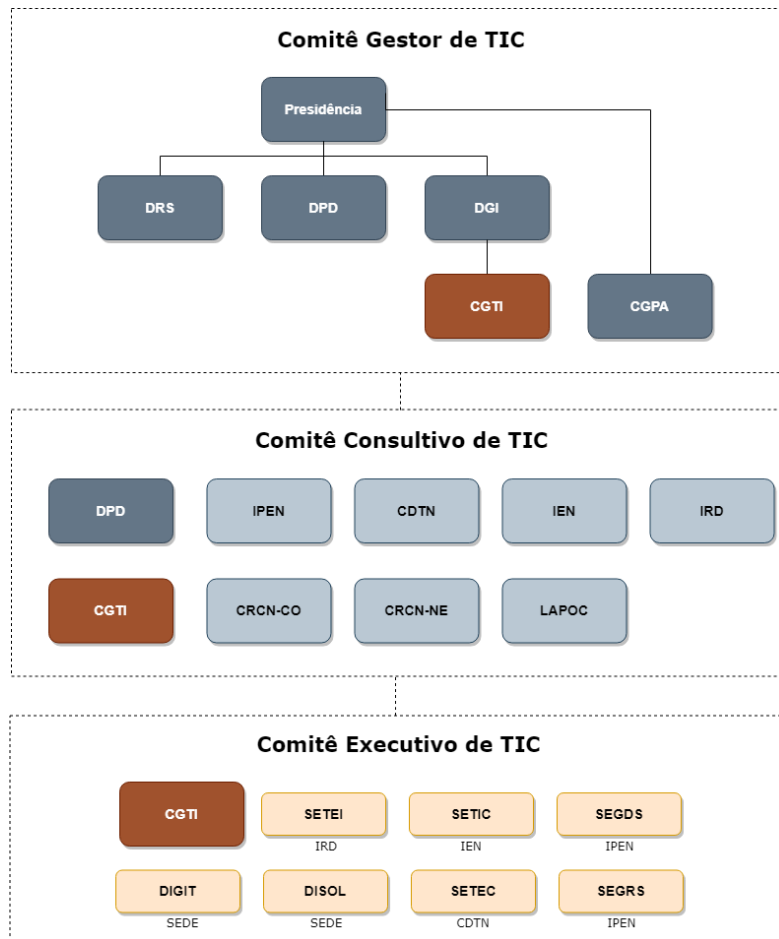 Comitê Gestor de TIC
Presidência
DRS
DPD
DGI
CGTI
CGPA
Comitê Consultivo de TIC
DPD
IPEN
CDTN
IEN
IRD
CGTI
CRCN-CO
CRCN-NE
LAPOC
Comitê Executivo de TIC
CGTI
SETEI
IRD
SETIC
IEN
SEGDS
IPEN
DIGIT
SEDE
DISOL
SEDE
SETEC
CDTN
SEGRS
IPEN